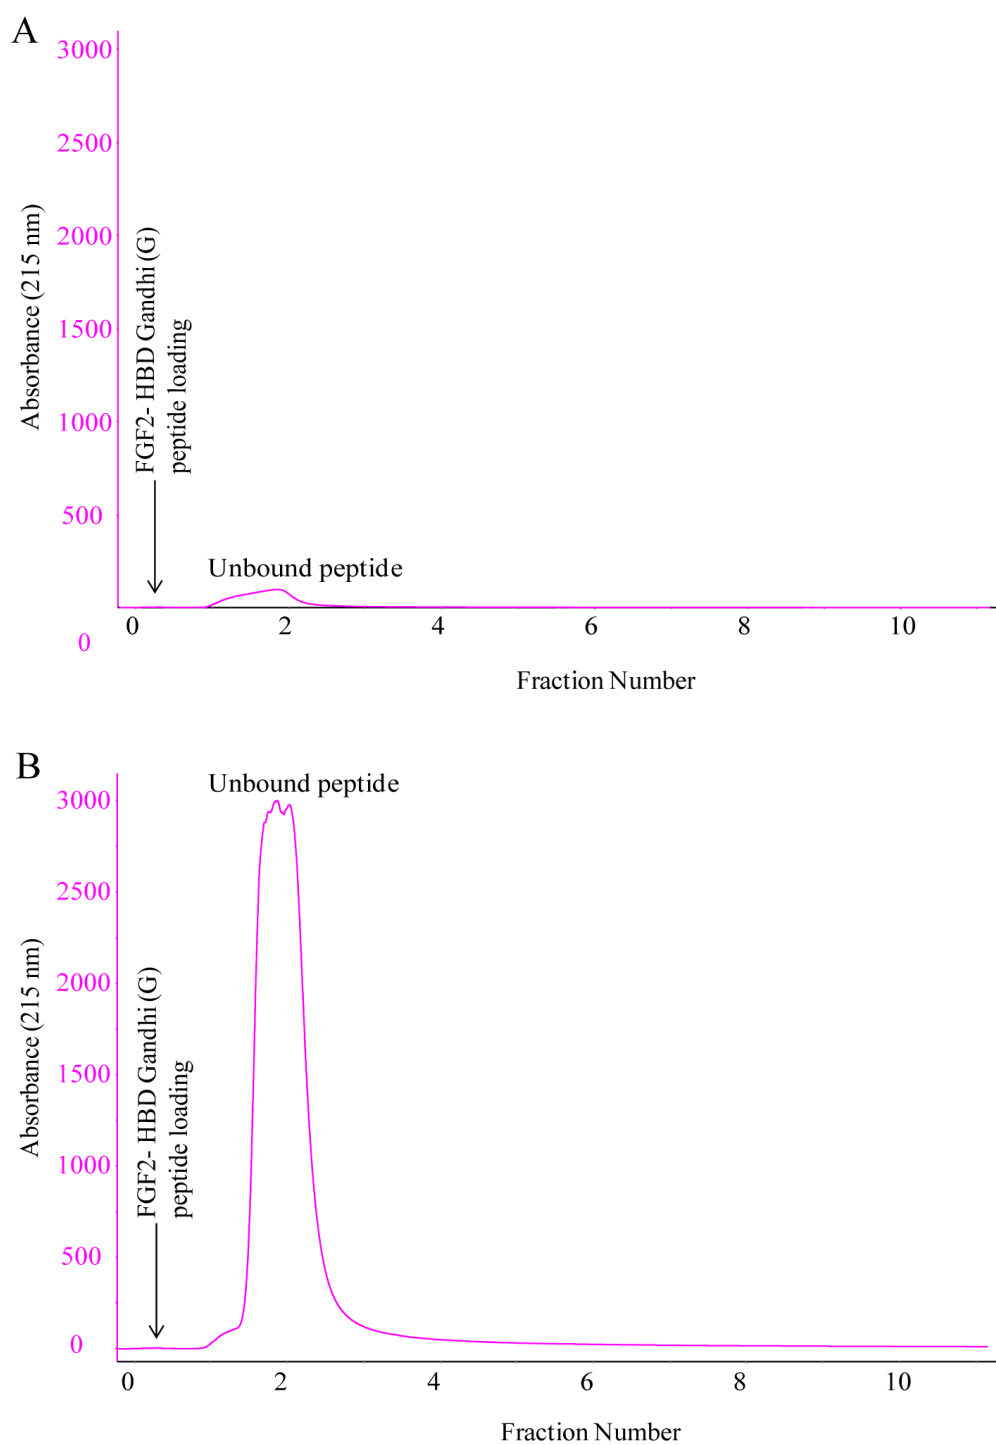 A
3000
2500
2000
1500
1000
500
0
Absorbance (215 nm)
FGF2- HBD Gandhi (G)
peptide loading
Unbound peptide
0 2 4 6 8 10
Fraction Number
B
Unbound peptide
3000
2500
2000
1500
1000
500
0
Absorbance (215 nm)
FGF2- HBD Gandhi (G)
peptide loading
0 2 4 6 8 10
Fraction Number